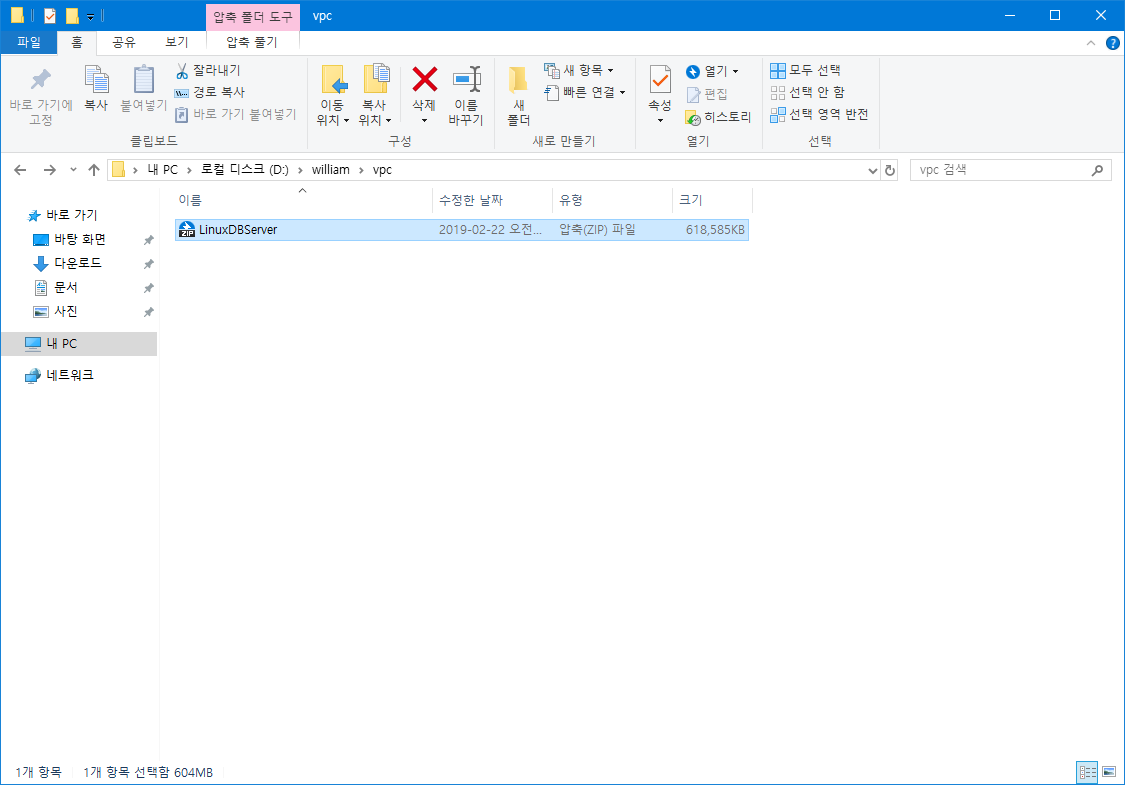 압축 폴더 도구 vpc
파일 홈 공유 보기 압축 풀기
바로 가기에 고정
복사
붙여넣기
잘라내기
경로 복사
바로 가기 붙여넣기
클립보드
이동 위치
복사 위치
삭제
이름 바꾸기
구성
새 폴더
새 항목
빠른 연결
새로 만들기
속성
열기
편집
히스토리
열기
모두 선택
선택 안 함
선택 영역 반전
선택
내 PC 로컬 디스크 (D:) william vpc
vpc 검색
이름 수정한 날짜 유형 크기
ZIP LinuxDBServer 2019-02-22 오전... 압축(ZIP) 파일 618,585KB
바로 가기
바탕 화면
다운로드
문서
사진
내 PC
네트워크
1개 항목 1개 항목 선택함 604MB